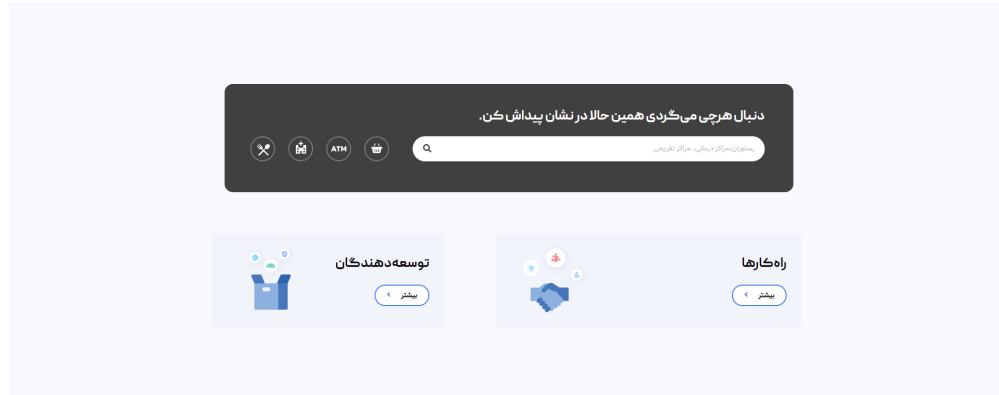 دنبال هرچی می‌گردی همین حالا در نشان پیداش کن.
رستوران،مراکز درمانی، مراکز تفریحی
ATM
راه‌کارها
بیشتر
توسعه‌دهندگان
بیشتر